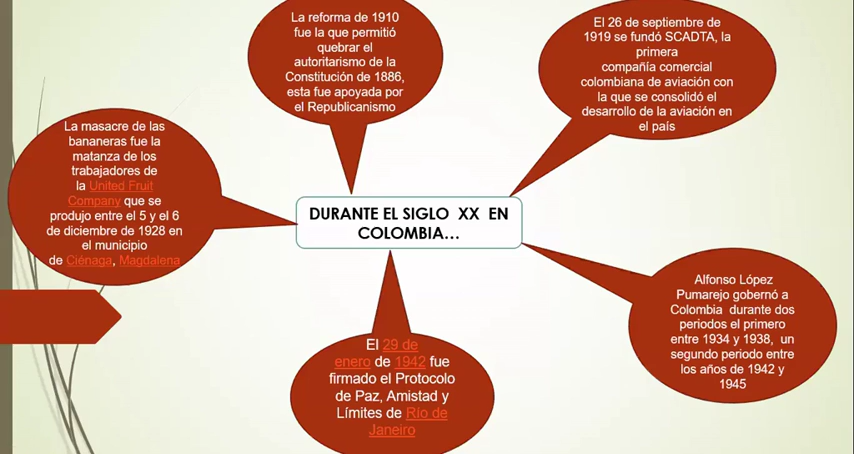 La reforma de 1910
fue la que permitió
quebrar el
autoritarismo de la
Constitución de 1886,
esta fue apoyada por
el Republicanismo
El 26 de septiembre de
1919 se fundó SCADTA, la
primera
compañía comercial
colombiana de aviación con
la que se consolidó el
desarrollo de la aviación en
el país
La masacre de las
bananeras fue la
matanza de los
trabajadores de
la United Fruit
Company que se
produjo entre el 5 y el 6
de diciembre de 1928 en
el municipio
de Ciénaga, Magdalena
DURANTE EL SIGLO XX EN
COLOMBIA…
Alfonso López
Pumarejo gobernó a
Colombia durante dos
periodos el primero
entre 1934 y 1938, un
segundo periodo entre
los años de 1942 y
1945
El 29 de
enero de 1942 fue
firmado el Protocolo
de Paz, Amistad y
Límites de Río de
Janeiro